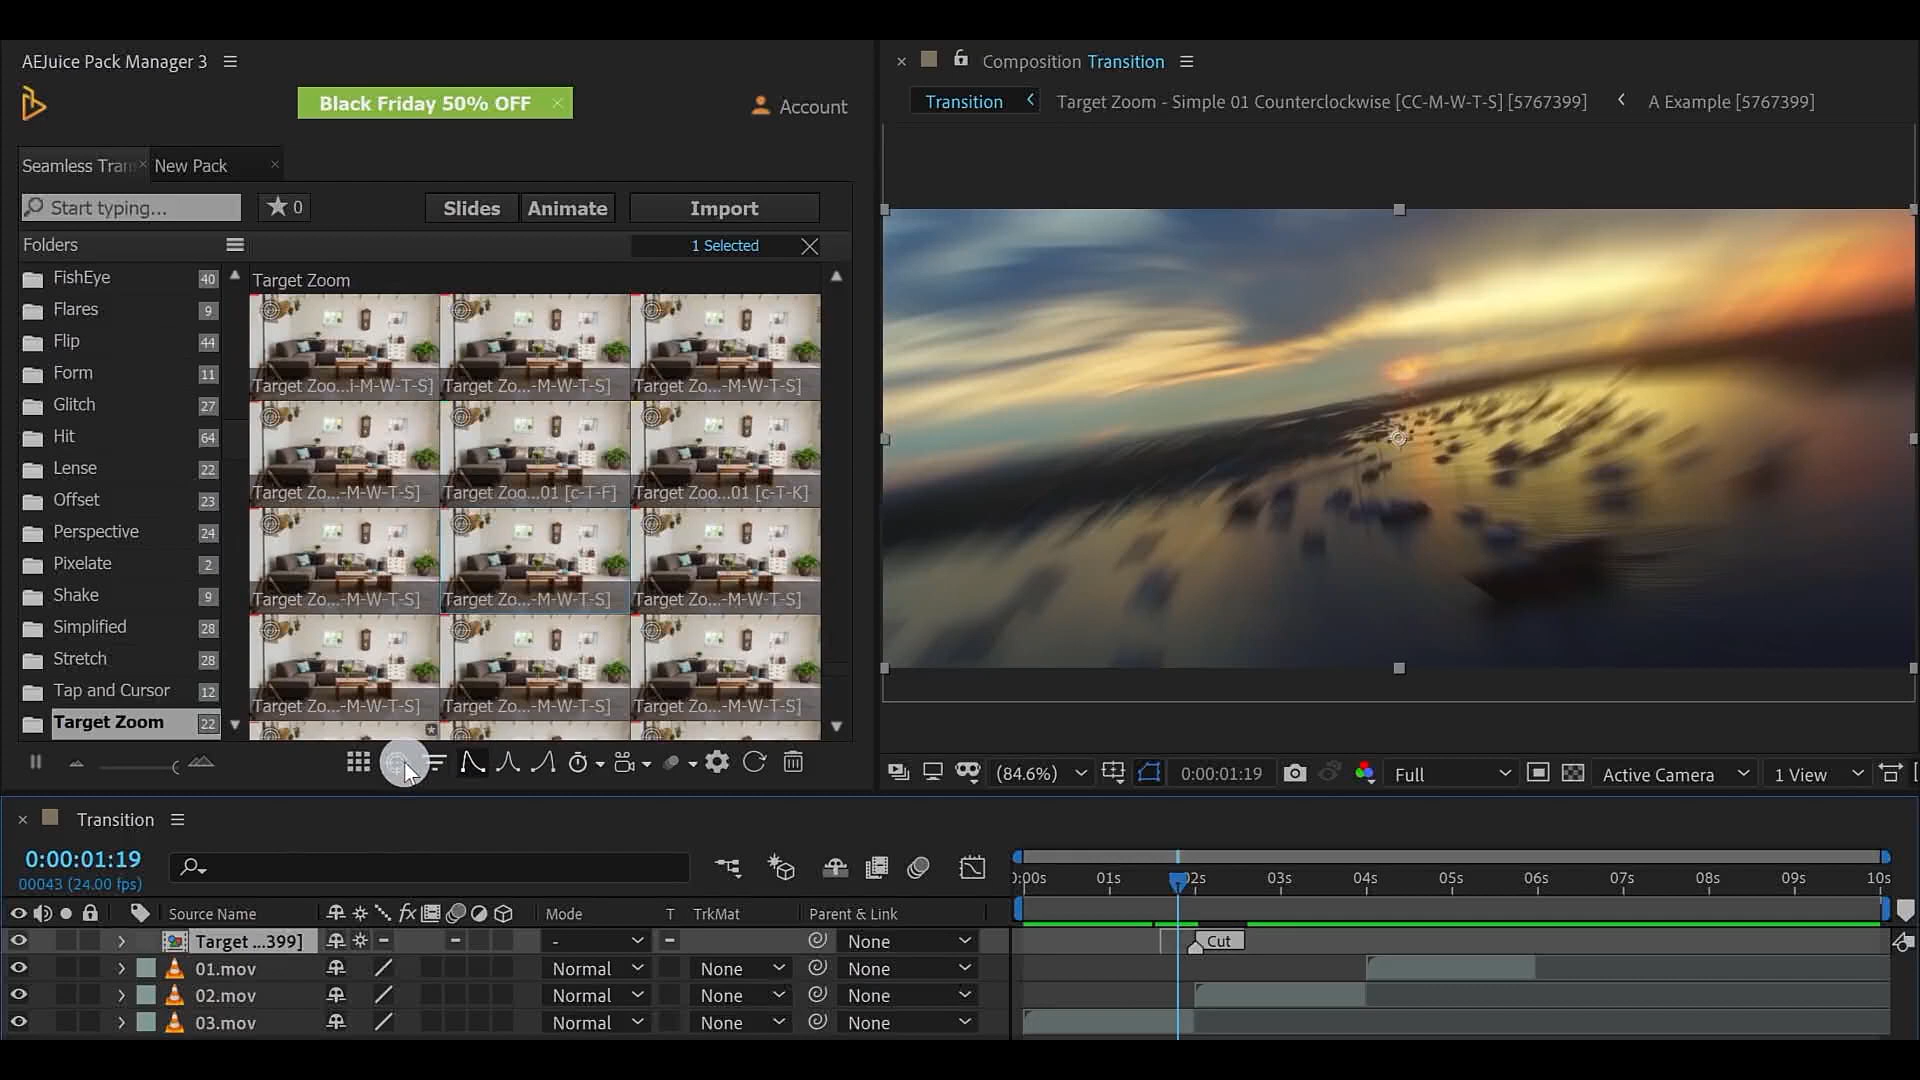 AEJuice Pack Manager 3
Black Friday 50% OFF
Account
Seamless Tran
New Pack
Start typing...
0
Slides
Animate
Import
Folders
1 Selected
FishEye 40
Flares 9
Flip 44
Form 11
Glitch 27
Hit 64
Lense 22
Offset 23
Perspective 24
Pixelate 2
Shake 9
Simplified 28
Stretch 28
Tap and Cursor 12
Target Zoom 22
Target Zoom
Target Zoo...i-M-W-T-S] Target Zo...-M-W-T-S] Target Zo...-M-W-T-S]
Target Zo...-M-W-T-S] Target Zoo...01 [c-T-F] Target Zoo...01 [c-T-K]
Target Zo...-M-W-T-S] Target Zo...-M-W-T-S] Target Zo...-M-W-T-S]
Target Zo...-M-W-T-S] Target Zo...-M-W-T-S] Target Zo...-M-W-T-S]
Composition Transition
Transition
Target Zoom - Simple 01 Counterclockwise [CC-M-W-T-S] [5767399]
A Example [5767399]
(84.6%)
0:00:01:19
Full
Active Camera
1 View
Transition
0:00:01:19
00043 (24.00 fps)
:00s 01s 02s 03s 04s 05s 06s 07s 08s 09s 10s
Source Name
fx
Mode
T
TrkMat
Parent & Link
Target ...399] - None
Cut
01.mov Normal None None
02.mov Normal None None
03.mov Normal None None